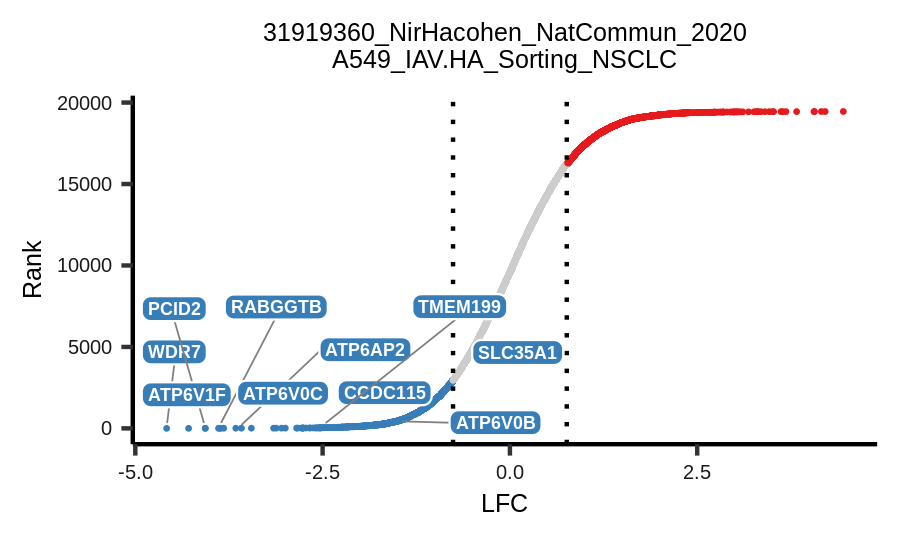 31919360_NirHacohen_NatCommun_2020
A549_IAV.HA_Sorting_NSCLC
20000
15000
10000
5000
0
Rank
PCID2
RABGGTB
TMEM199
WDR7
ATP6AP2
SLC35A1
ATP6V1F
ATP6V0C
CCDC115
ATP6V0B
-5.0
-2.5
0.0
2.5
LFC